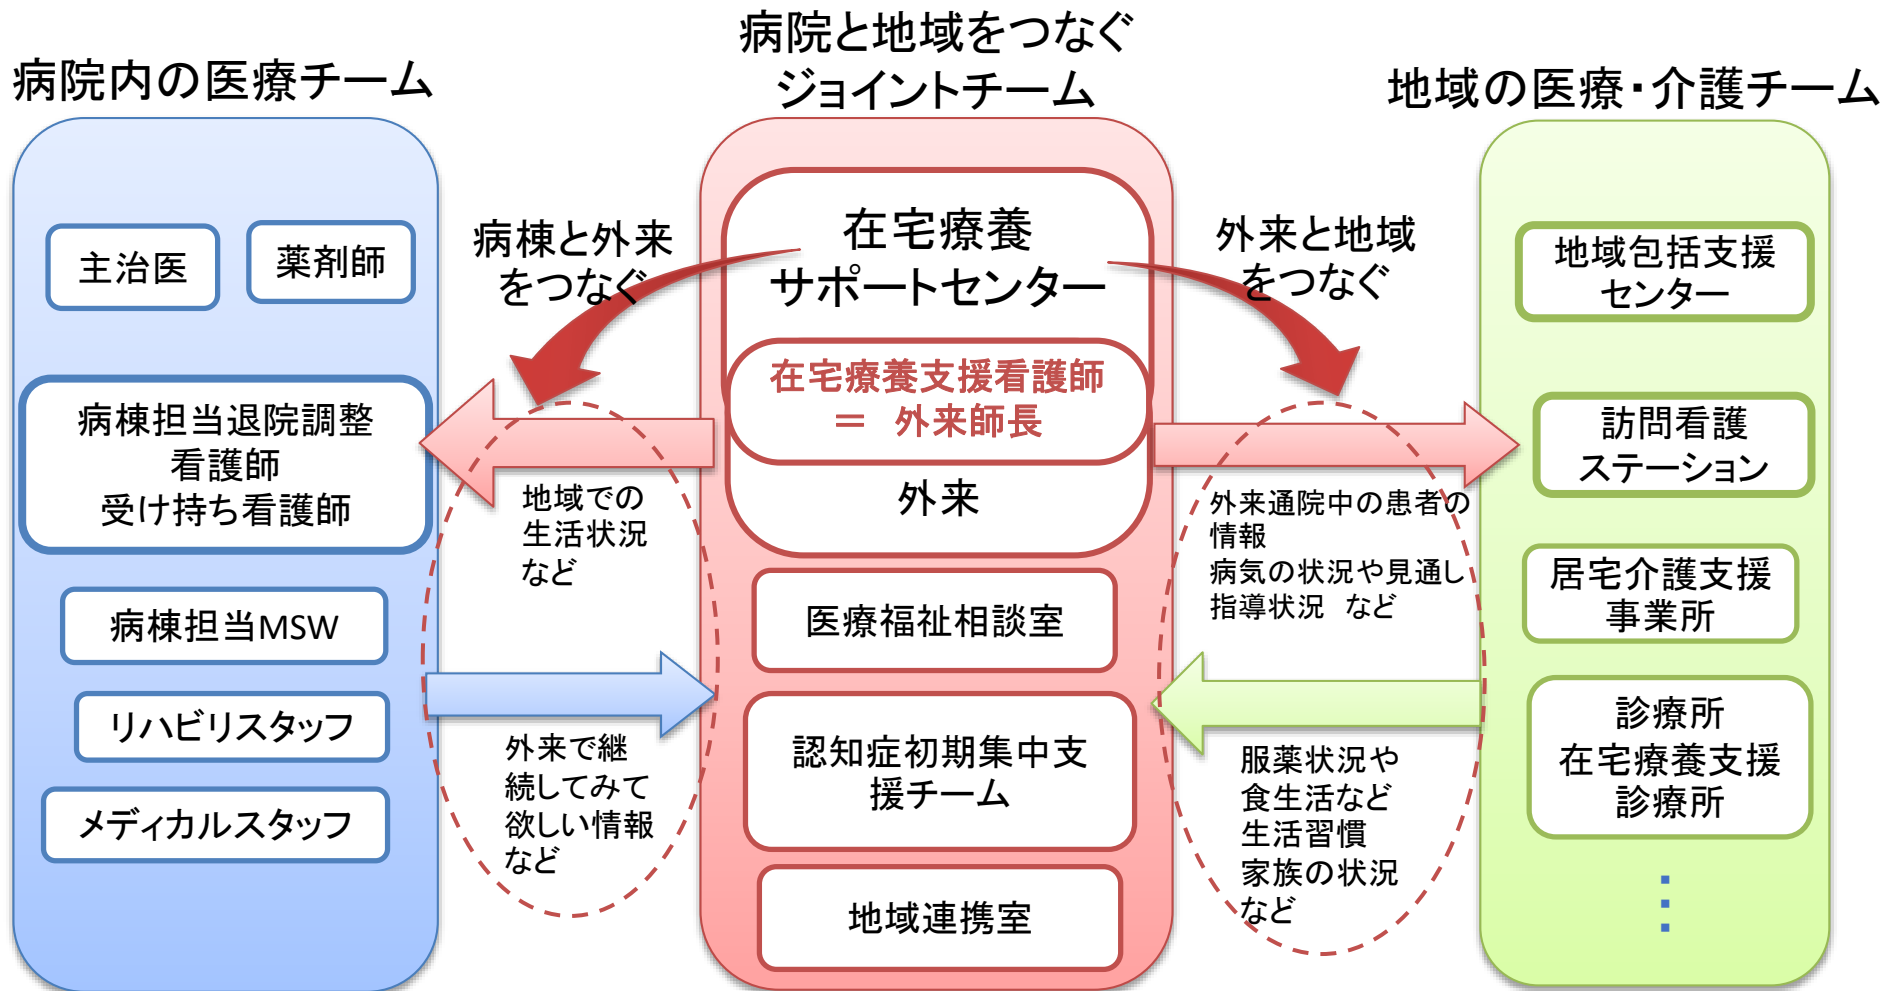 病院内の医療チーム
主治医
薬剤師
病棟担当退院調整
看護師
受け持ち看護師
病棟担当MSW
リハビリスタッフ
メディカルスタッフ
病棟と外来
をつなぐ
地域での
生活状況
など
外来で継
続してみて
欲しい情報
など
病院と地域をつなぐ
ジョイントチーム
在宅療養
サポートセンター
在宅療養支援看護師
＝　外来師長
外来
医療福祉相談室
認知症初期集中支
援チーム
地域連携室
外来と地域
をつなぐ
外来通院中の患者の
情報
病気の状況や見通し
指導状況　など
服薬状況や
食生活など
生活習慣
家族の状況
など
地域の医療・介護チーム
地域包括支援
センター
訪問看護
ステーション
居宅介護支援
事業所
診療所
在宅療養支援
診療所
…